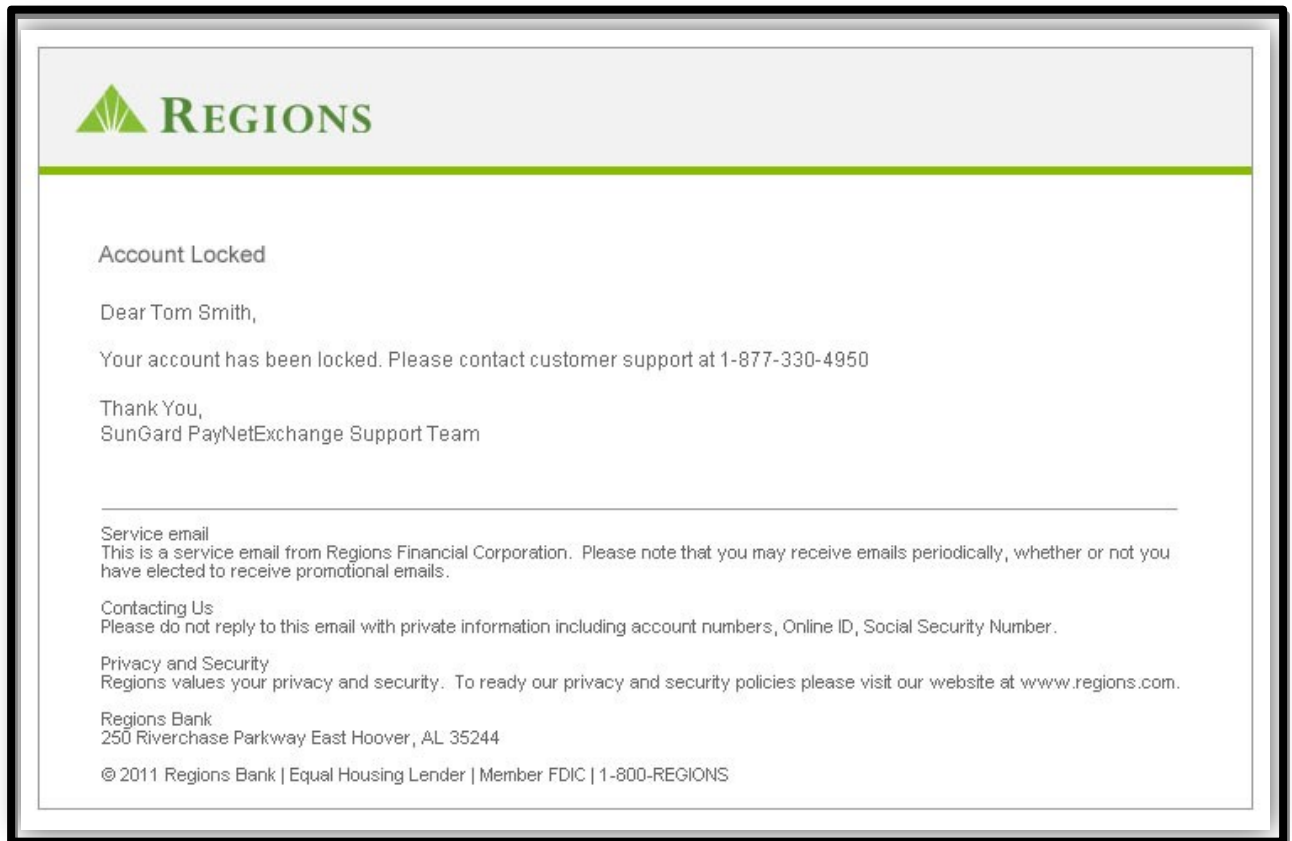 REGIONS
Account Locked
Dear Tom Smith,
Your account has been locked. Please contact customer support at 1-877-330-4950
Thank You,
SunGard PayNetExchange Support Team
Service email
This is a service email from Regions Financial Corporation. Please note that you may receive emails periodically, whether or not you
have elected to receive promotional emails.
Contacting Us
Please do not reply to this email with private information including account numbers, Online ID, Social Security Number.
Privacy and Security
Regions values your privacy and security. To ready our privacy and security policies please visit our website at www.regions.com.
Regions Bank
250 Riverchase Parkway East Hoover, AL 35244
© 2011 Regions Bank | Equal Housing Lender | Member FDIC | 1-800-REGIONS